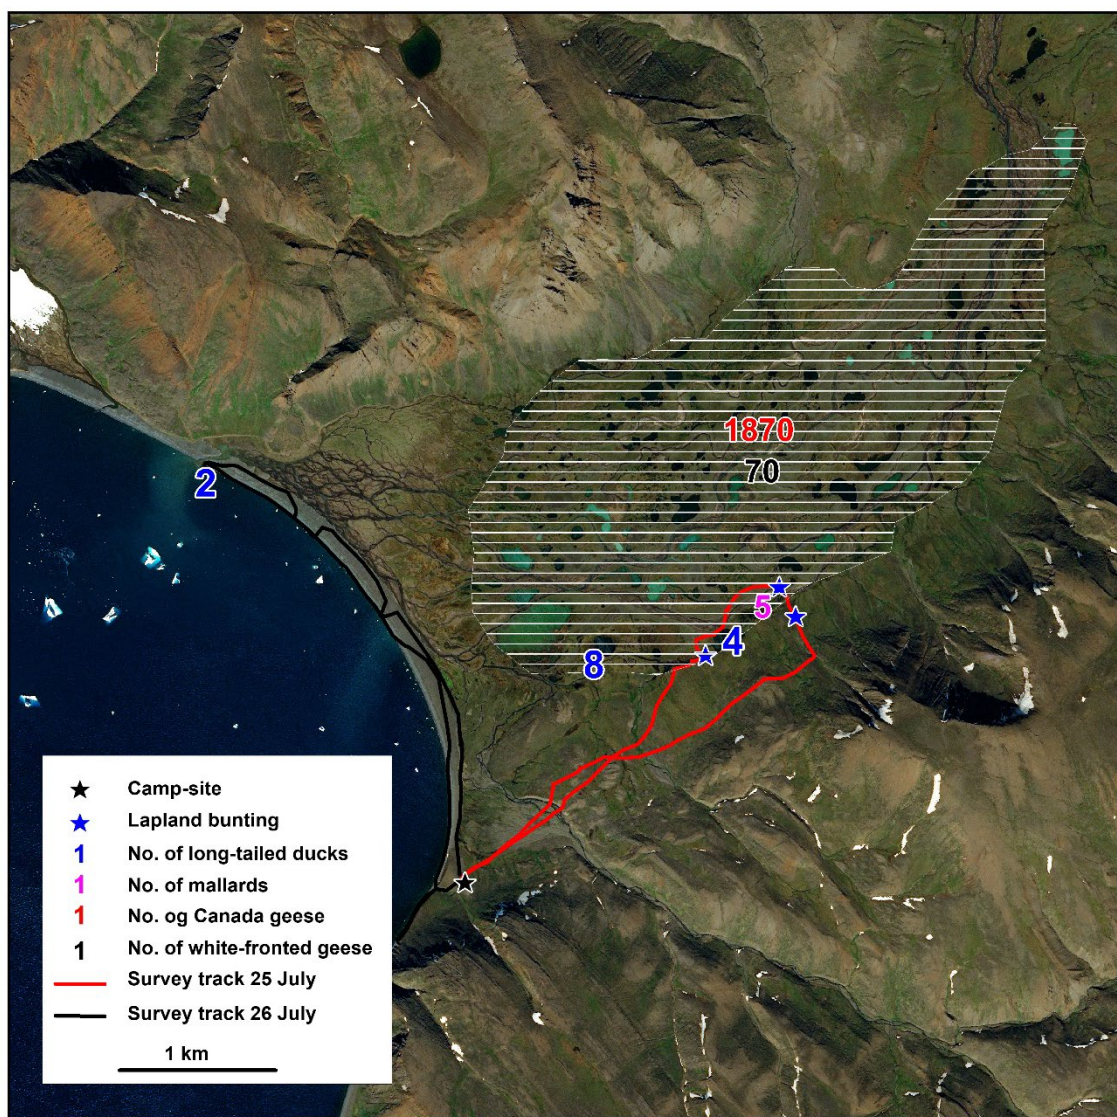 1870
70
2
5
4
8
Camp-site
Lapland bunting
1 No. of long-tailed ducks
1 No. of mallards
1 No. og Canada geese
1 No. of white-fronted geese
Survey track 25 July
Survey track 26 July
1 km